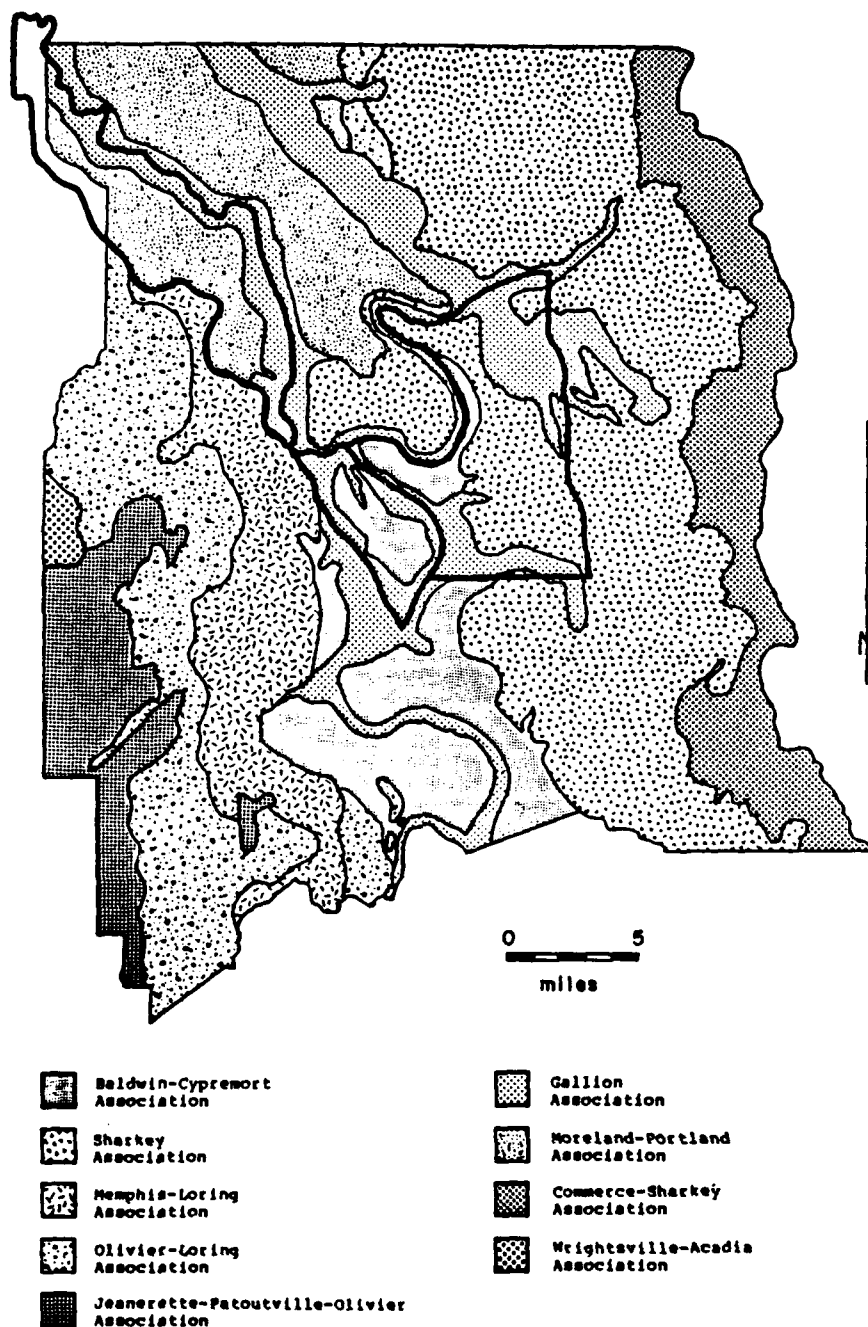 N
0 5
miles
Baldwin-Cypremort
Association
Sharkey
Association
Memphis-Loring
Association
Olivier-Loring
Association
Jeanerette-Patoutville-Olivier
Association
Gallion
Association
Moreland-Portland
Association
Commerce-Sharkey
Association
Wrightsville-Acadia
Association